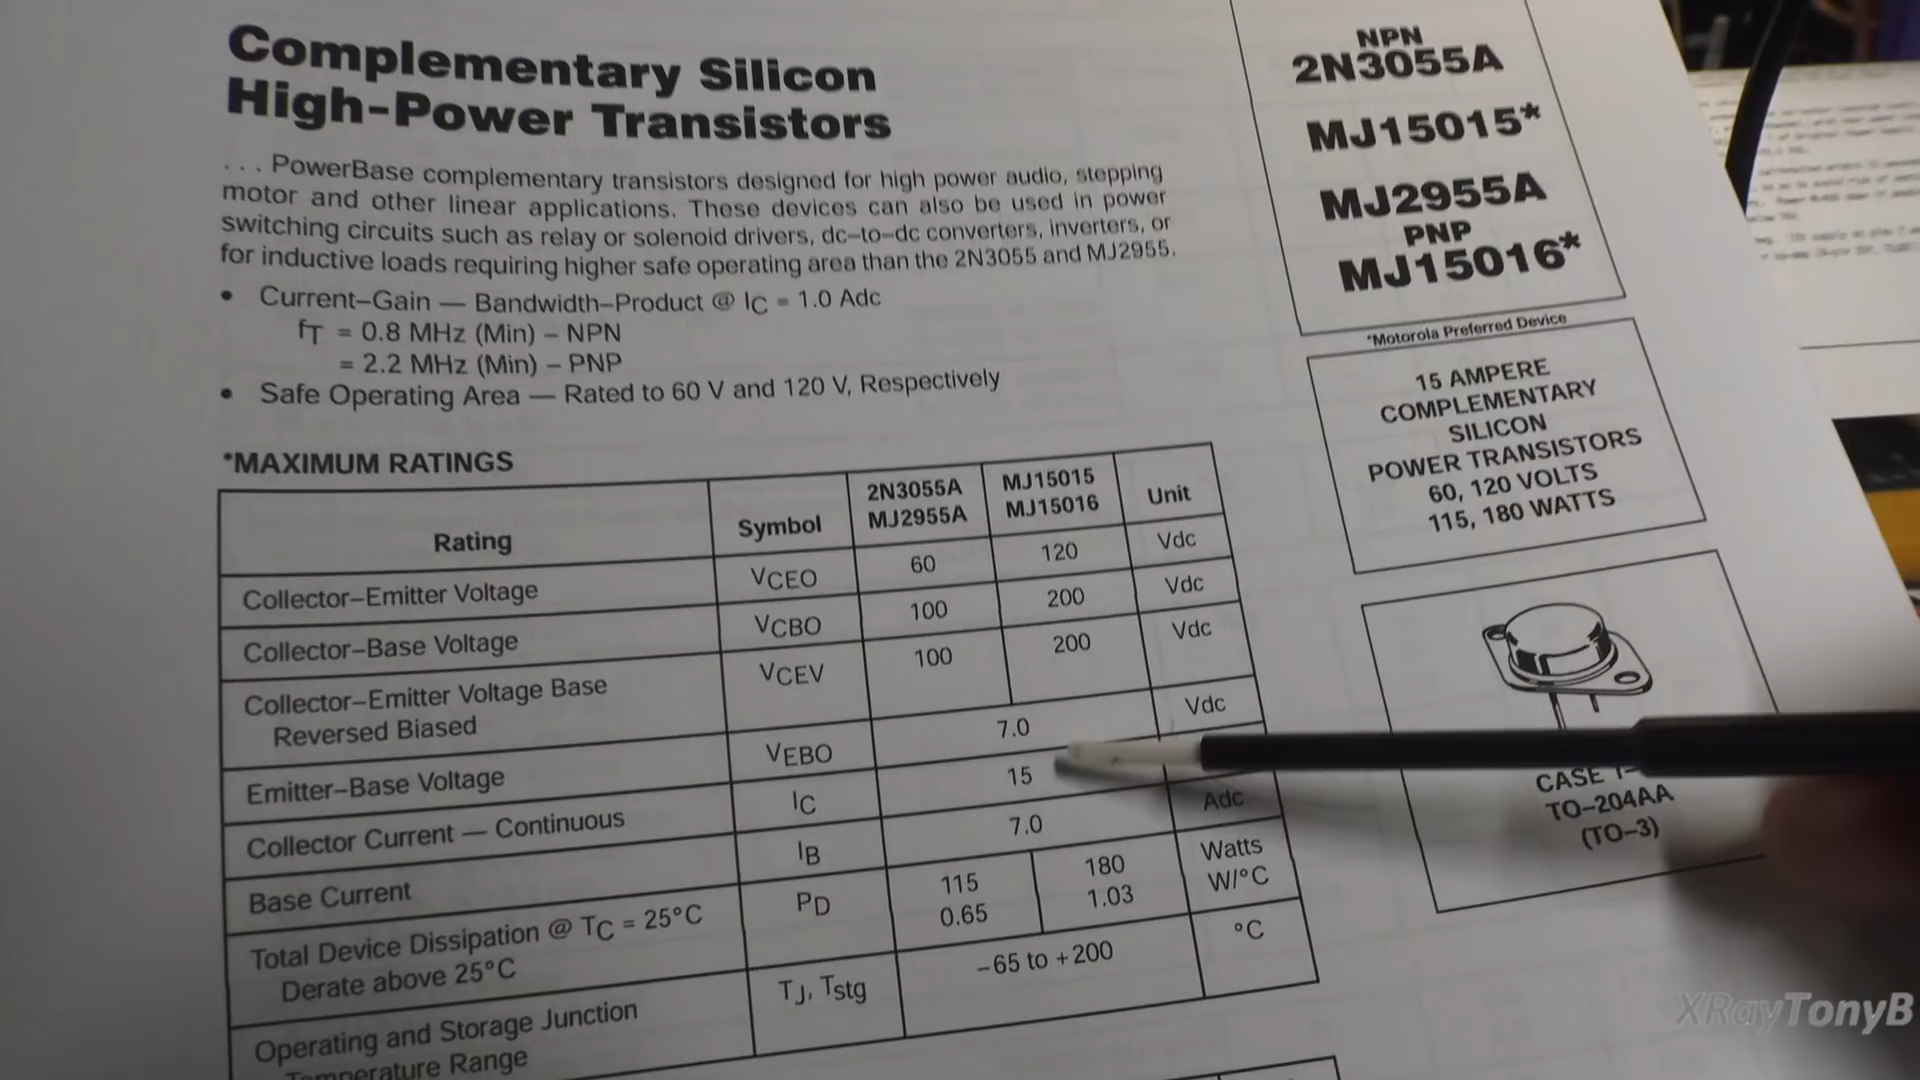 Complementary Silicon
High-Power Transistors
. . . PowerBase complementary transistors designed for high power audio, stepping
motor and other linear applications. These devices can also be used in power
switching circuits such as relay or solenoid drivers, dc–to–dc converters, inverters, or
for inductive loads requiring higher safe operating area than the 2N3055 and MJ2955.
• Current–Gain — Bandwidth–Product @ IC = 1.0 Adc
fT = 0.8 MHz (Min) – NPN
= 2.2 MHz (Min) – PNP
• Safe Operating Area — Rated to 60 V and 120 V, Respectively
*MAXIMUM RATINGS
Rating Symbol 2N3055A MJ2955A MJ15015 MJ15016 Unit
Collector–Emitter Voltage VCEO 60 120 Vdc
Collector–Base Voltage VCBO 100 200 Vdc
Collector–Emitter Voltage Base Reversed Biased VCEV 100 200 Vdc
Emitter–Base Voltage VEBO 7.0 Vdc
Collector Current — Continuous IC 15
Base Current IB 7.0 Adc
Total Device Dissipation @ TC = 25°C PD 115 180 Watts
Derate above 25°C 0.65 1.03 W/°C
Operating and Storage Junction TJ, Tstg –65 to +200 °C
Temperature Range
NPN
2N3055A
MJ15015*
MJ2955A
PNP
MJ15016*
*Motorola Preferred Device
15 AMPERE
COMPLEMENTARY
SILICON
POWER TRANSISTORS
60, 120 VOLTS
115, 180 WATTS
CASE
TO–204AA
(TO–3)
XRayTonyB